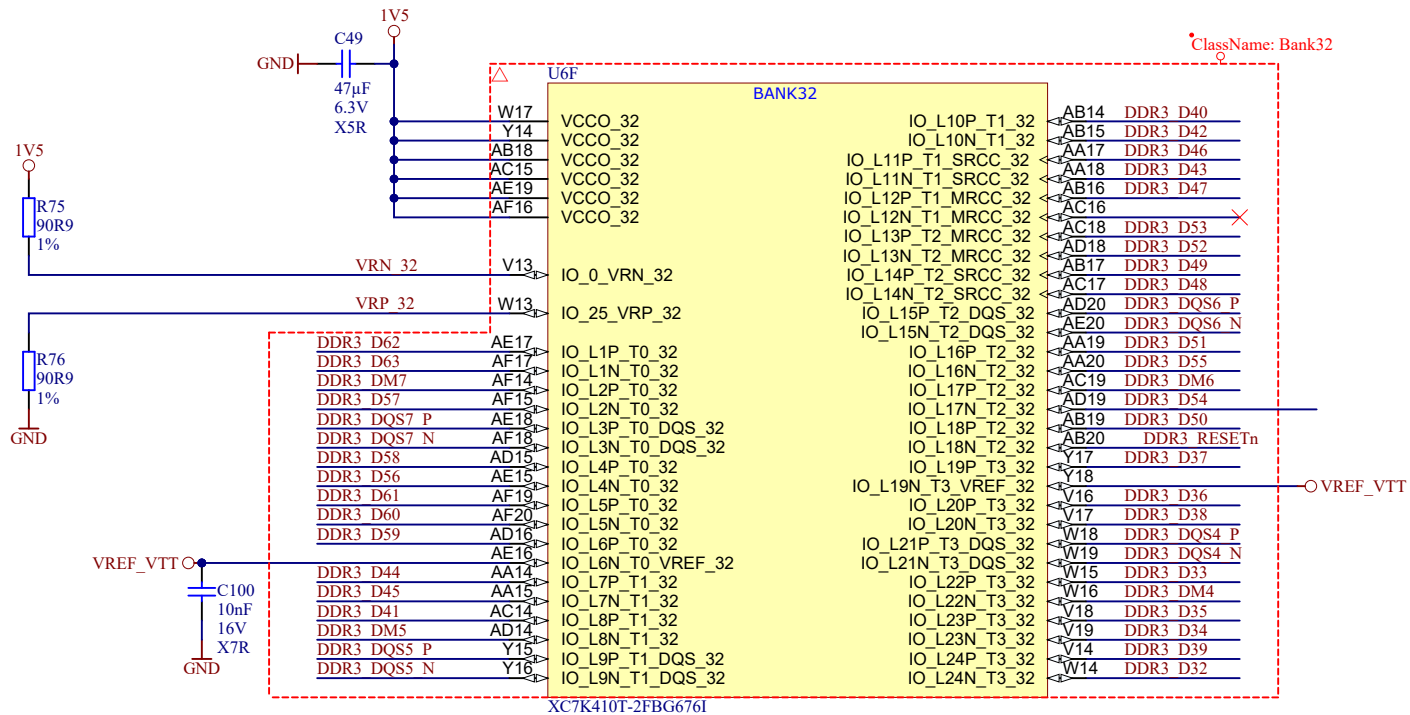 1V5
C49
GND
47µF
6.3V
X5R
ClassName: Bank32
U6F
BANK32
W17 VCCO_32
Y14 VCCO_32
AB18 VCCO_32
AC15 VCCO_32
AE19 VCCO_32
AF16 VCCO_32
1V5
R75
90R9
1%
VRN_32 V13 IO_0_VRN_32
VRP_32 W13 IO_25_VRP_32
R76
90R9
1%
GND
DDR3_D62 AE17 IO_L1P_T0_32
DDR3_D63 AF17 IO_L1N_T0_32
DDR3_DM7 AF14 IO_L2P_T0_32
DDR3_D57 AF15 IO_L2N_T0_32
DDR3_DQS7_P AE18 IO_L3P_T0_DQS_32
DDR3_DQS7_N AF18 IO_L3N_T0_DQS_32
DDR3_D58 AD15 IO_L4P_T0_32
DDR3_D56 AE15 IO_L4N_T0_32
DDR3_D61 AF19 IO_L5P_T0_32
DDR3_D60 AF20 IO_L5N_T0_32
DDR3_D59 AD16 IO_L6P_T0_32
VREF_VTT AE16 IO_L6N_T0_VREF_32
C100
10nF
16V
X7R
GND
DDR3_D44 AA14 IO_L7P_T1_32
DDR3_D45 AA15 IO_L7N_T1_32
DDR3_D41 AC14 IO_L8P_T1_32
DDR3_DM5 AD14 IO_L8N_T1_32
DDR3_DQS5_P Y15 IO_L9P_T1_DQS_32
DDR3_DQS5_N Y16 IO_L9N_T1_DQS_32
IO_L10P_T1_32 AB14 DDR3_D40
IO_L10N_T1_32 AB15 DDR3_D42
IO_L11P_T1_SRCC_32 AA17 DDR3_D46
IO_L11N_T1_SRCC_32 AA18 DDR3_D43
IO_L12P_T1_MRCC_32 AB16 DDR3_D47
IO_L12N_T1_MRCC_32 AC16
IO_L13P_T2_MRCC_32 AC18 DDR3_D53
IO_L13N_T2_MRCC_32 AD18 DDR3_D52
IO_L14P_T2_SRCC_32 AB17 DDR3_D49
IO_L14N_T2_SRCC_32 AC17 DDR3_D48
IO_L15P_T2_DQS_32 AD20 DDR3_DQS6_P
IO_L15N_T2_DQS_32 AE20 DDR3_DQS6_N
IO_L16P_T2_32 AA19 DDR3_D51
IO_L16N_T2_32 AA20 DDR3_D55
IO_L17P_T2_32 AC19 DDR3_DM6
IO_L17N_T2_32 AD19 DDR3_D54
IO_L18P_T2_32 AB19 DDR3_D50
IO_L18N_T2_32 AB20 DDR3_RESETn
IO_L19P_T3_32 Y17 DDR3_D37
IO_L19N_T3_VREF_32 Y18 VREF_VTT
IO_L20P_T3_32 V16 DDR3_D36
IO_L20N_T3_32 V17 DDR3_D38
IO_L21P_T3_DQS_32 W18 DDR3_DQS4_P
IO_L21N_T3_DQS_32 W19 DDR3_DQS4_N
IO_L22P_T3_32 W15 DDR3_D33
IO_L22N_T3_32 W16 DDR3_DM4
IO_L23P_T3_32 V18 DDR3_D35
IO_L23N_T3_32 V19 DDR3_D34
IO_L24P_T3_32 V14 DDR3_D39
IO_L24N_T3_32 W14 DDR3_D32
XC7K410T-2FBG676I